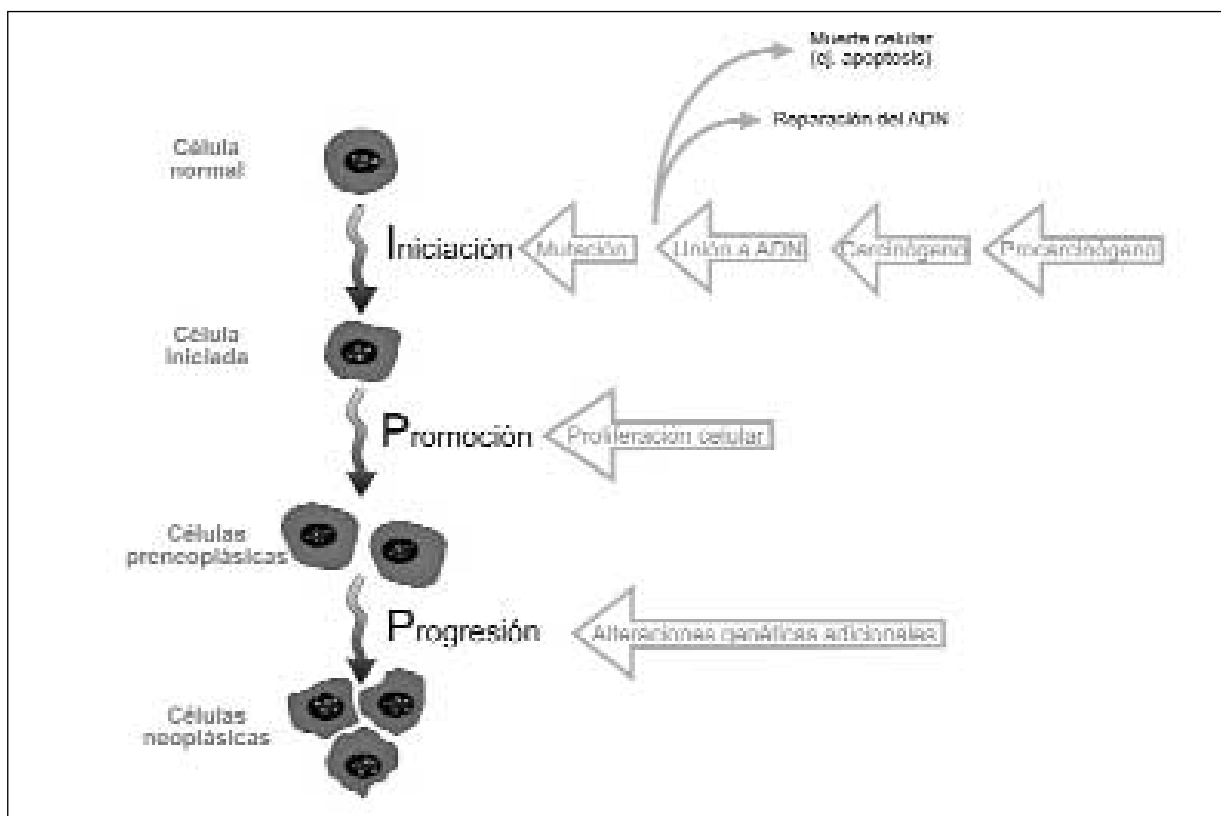 Muerte celular
(ej. apoptosis)
Reparación del ADN
Célula
normal
Iniciación
Mutación
Unión a ADN
Carcinógeno
Procarcinógeno
Célula
iniciada
Promoción
Proliferación celular
Células
preneoplásicas
Progresión
Alteraciones genéticas adicionales
Células
neoplásicas